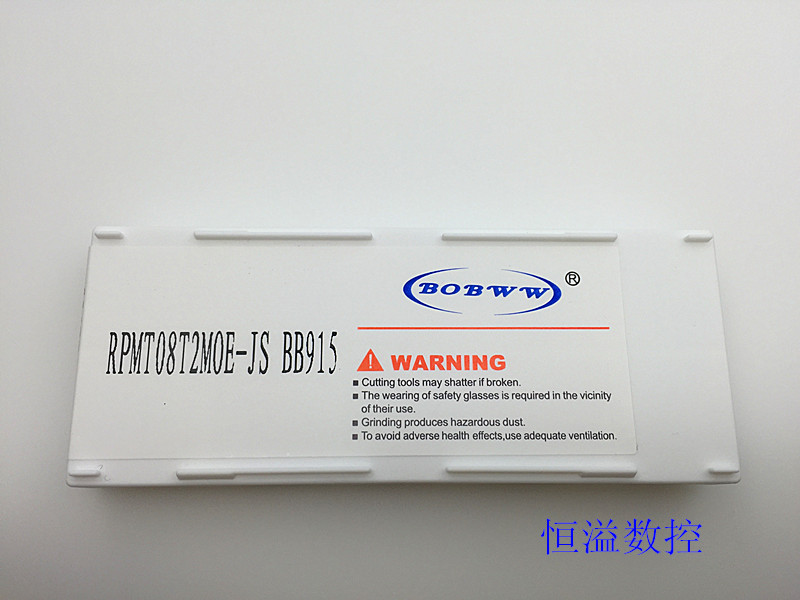 BOBWW®
RPMT08T2MOE-JS BB915
WARNING
■ Cutting tools may shatter if broken.
■ The wearing of safety glasses is required in the vicinity
of their use.
■ Grinding produces hazardous dust.
■ To avoid adverse health effects,use adequate ventilation.
恒溢数控